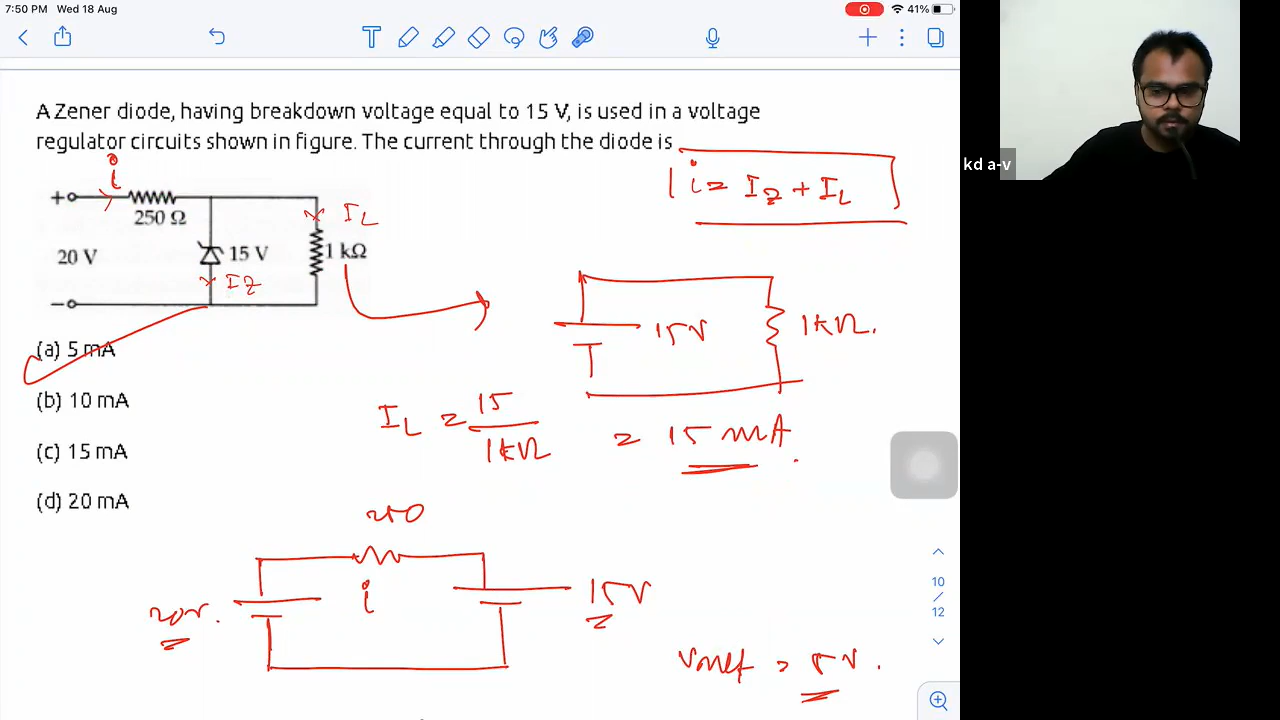 7:50 PM Wed 18 Aug
41%
kd a-v
A Zener diode, having breakdown voltage equal to 15 V, is used in a voltage
regulator circuits shown in figure. The current through the diode is
i
i = Iz + IL
+
250 Ω
IL
20 V
15 V
1 kΩ
Iz
−
15V
1kΩ.
(a) 5 mA
(b) 10 mA
(c) 15 mA
(d) 20 mA
IL = 15/1kΩ = 15 mA.
250
i
20V.
15V
Vnet = 5V.
10
/
12